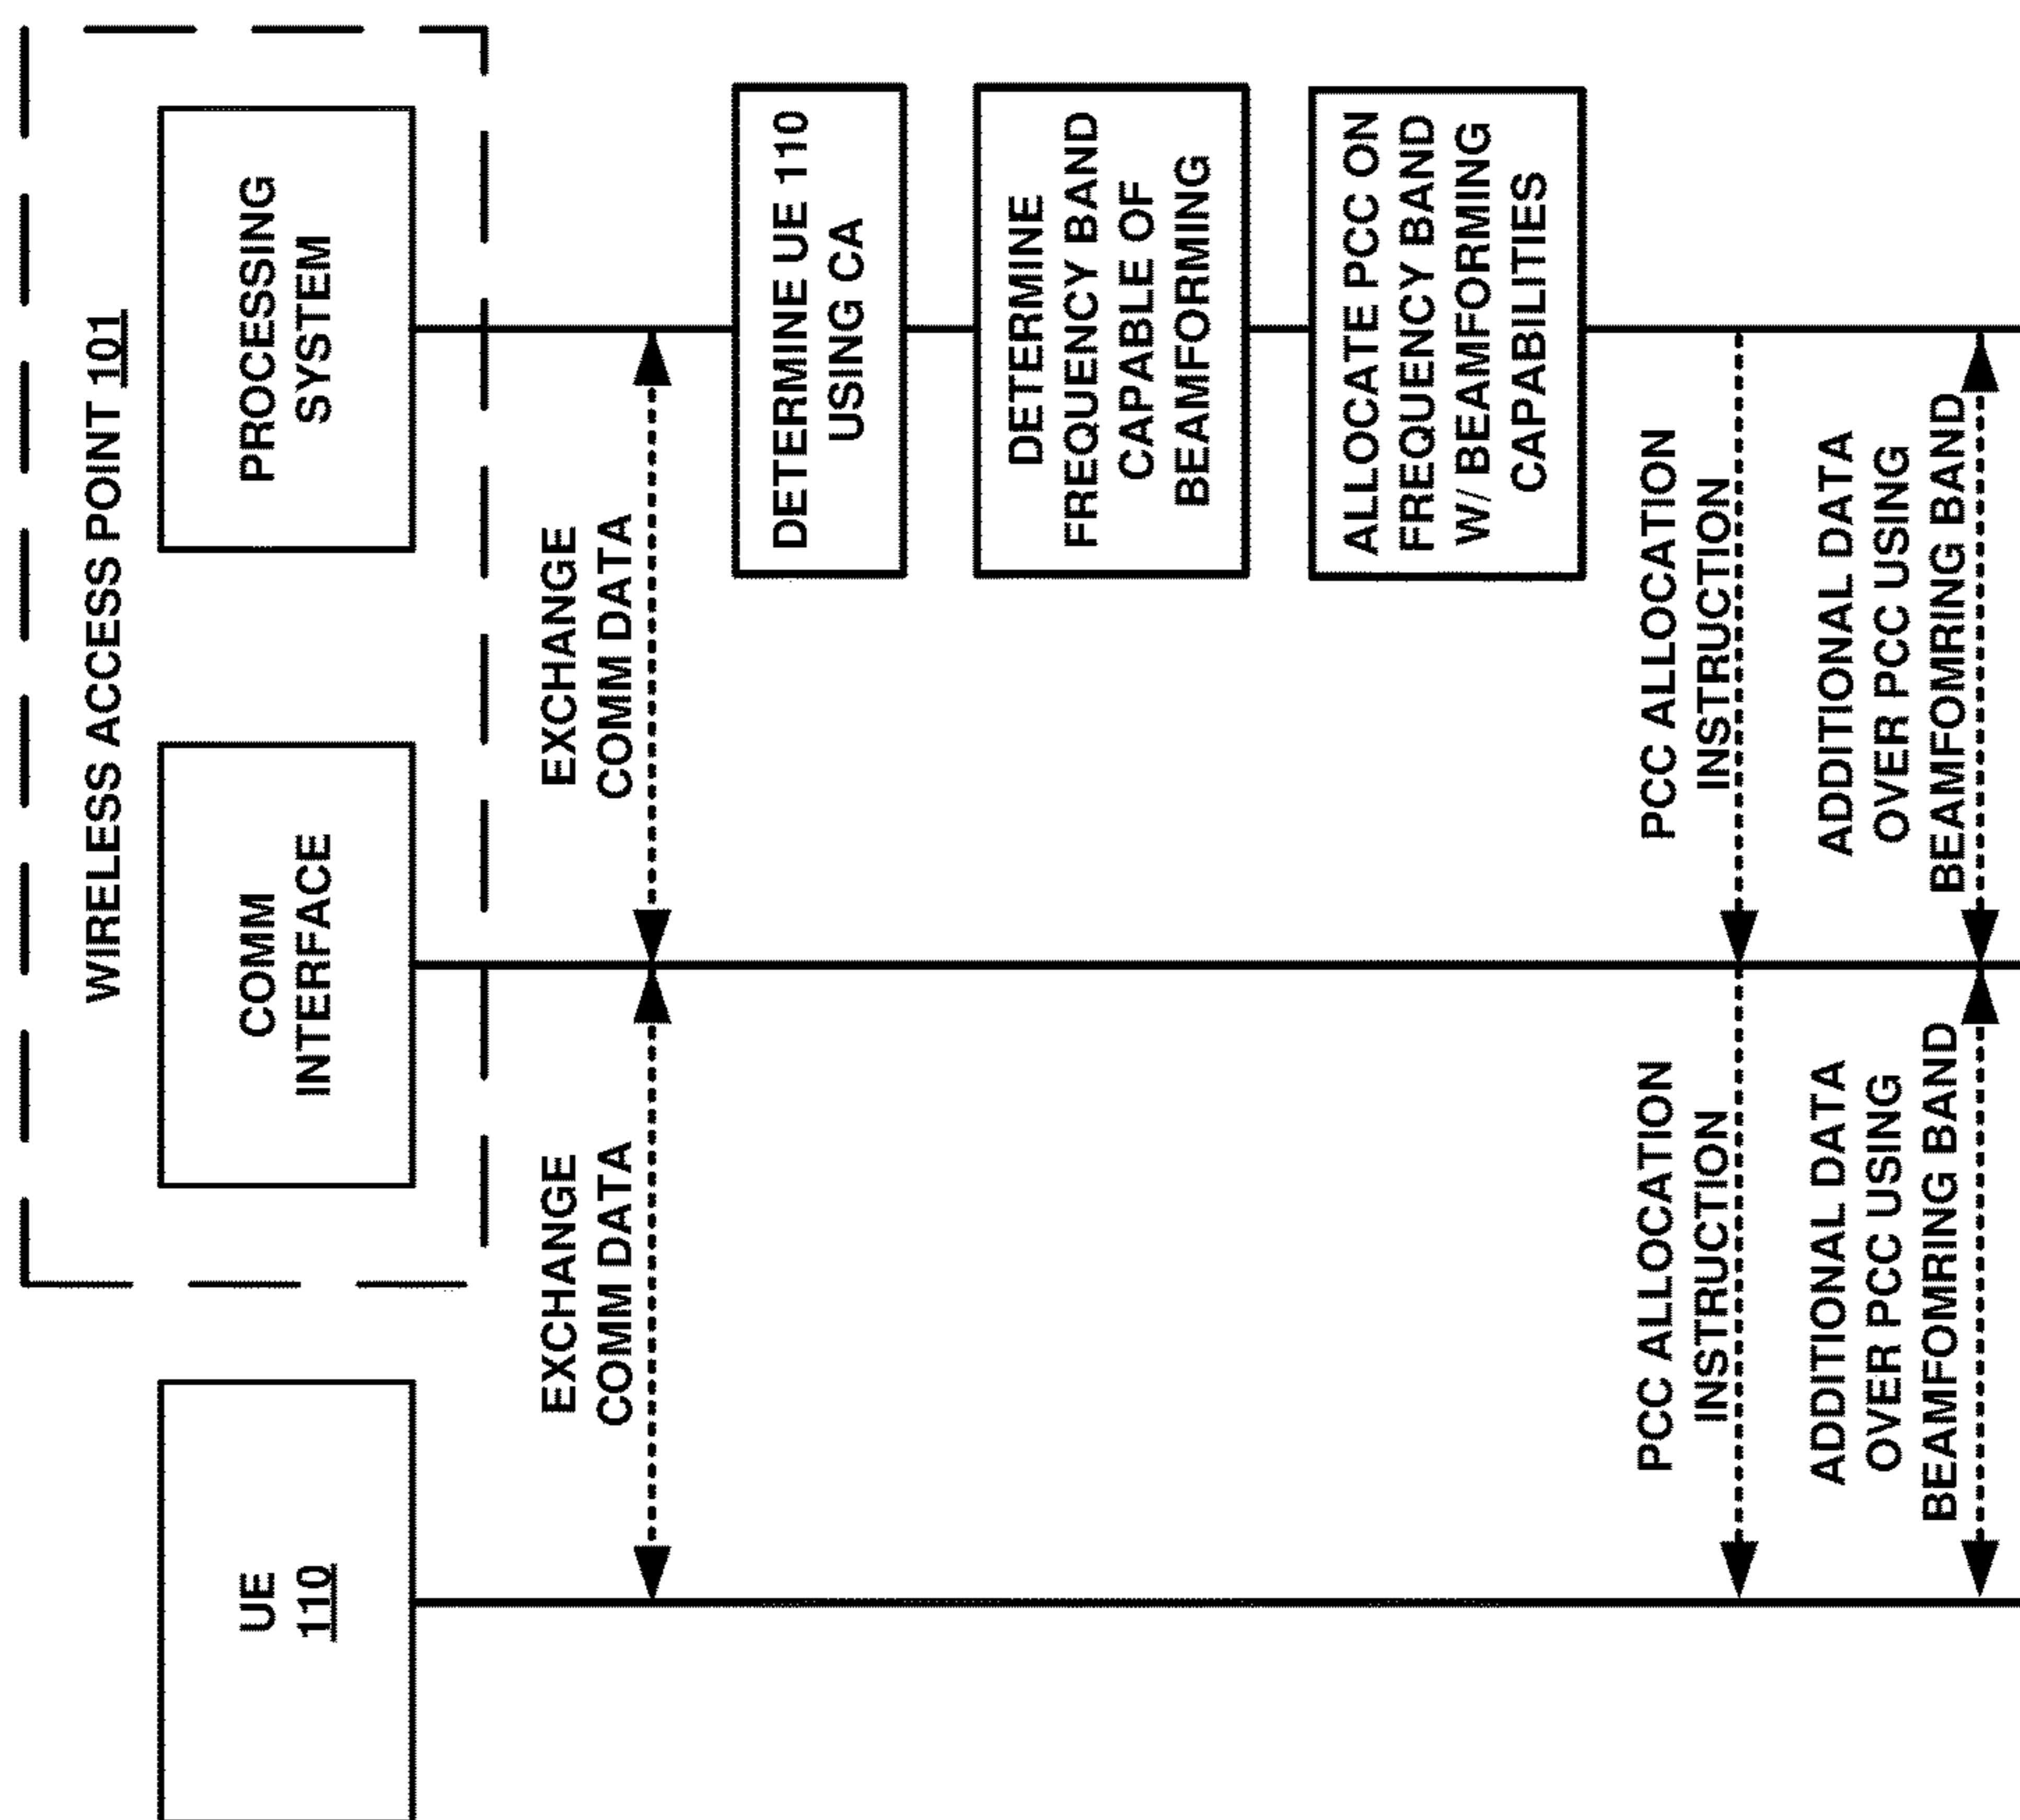 WIRELESS ACCESS POINT 101
UE
110
COMM
INTERFACE
PROCESSING
SYSTEM
EXCHANGE
COMM DATA
EXCHANGE
COMM DATA
DETERMINE UE 110
USING CA
DETERMINE
FREQUENCY BAND
CAPABLE OF
BEAMFORMING
ALLOCATE PCC ON
FREQUENCY BAND
W/ BEAMFORMING
CAPABILITIES
PCC ALLOCATION
INSTRUCTION
PCC ALLOCATION
INSTRUCTION
ADDITIONAL DATA
OVER PCC USING
BEAMFOMRING BAND
ADDITIONAL DATA
OVER PCC USING
BEAMFOMRING BAND